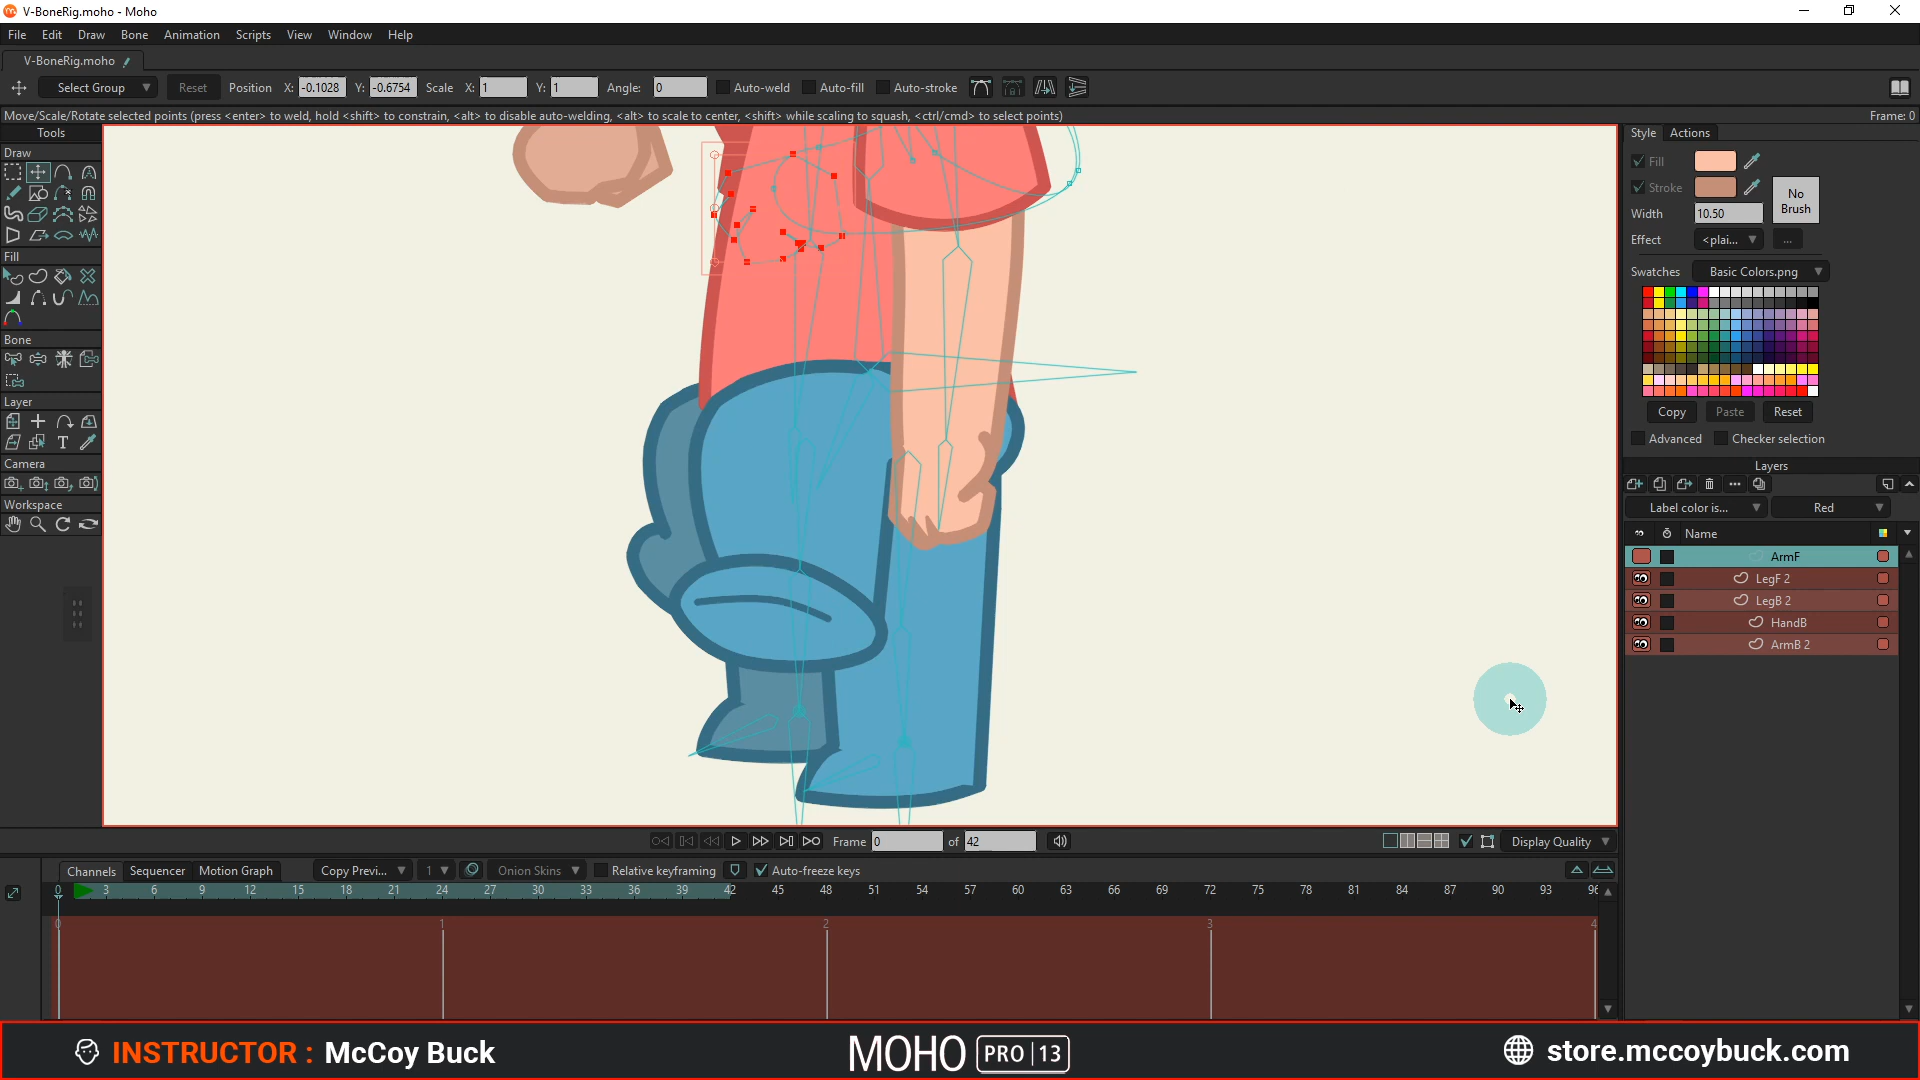 V-BoneRig.moho - Moho
File Edit Draw Bone Animation Scripts View Window Help
V-BoneRig.moho
Select Group Reset Position X: -0.1028 Y: -0.6754 Scale X: 1 Y: 1 Angle: 0 Auto-weld Auto-fill Auto-stroke
Move/Scale/Rotate selected points (press <enter> to weld, hold <shift> to constrain, <alt> to disable auto-welding, <alt> to scale to center, <shift> while scaling to squash, <ctrl/cmd> to select points) Frame: 0
Tools
Draw
Fill
Bone
Layer
Camera
Workspace
Style Actions
Fill
Stroke
No
Brush
Width 10.50
Effect <plai... ...
Swatches Basic Colors.png
Copy Paste Reset
Advanced Checker selection
Layers
Label color is... Red
Name
ArmF
LegF 2
LegB 2
HandB
ArmB 2
Frame 0 of 42 Display Quality
Channels Sequencer Motion Graph Copy Previ... 1 Onion Skins Relative keyframing Auto-freeze keys
0 3 6 9 12 15 18 21 24 27 30 33 36 39 42 45 48 51 54 57 60 63 66 69 72 75 78 81 84 87 90 93 96
0 1 2 3 4
INSTRUCTOR : McCoy Buck
MOHO PRO 13
store.mccoybuck.com